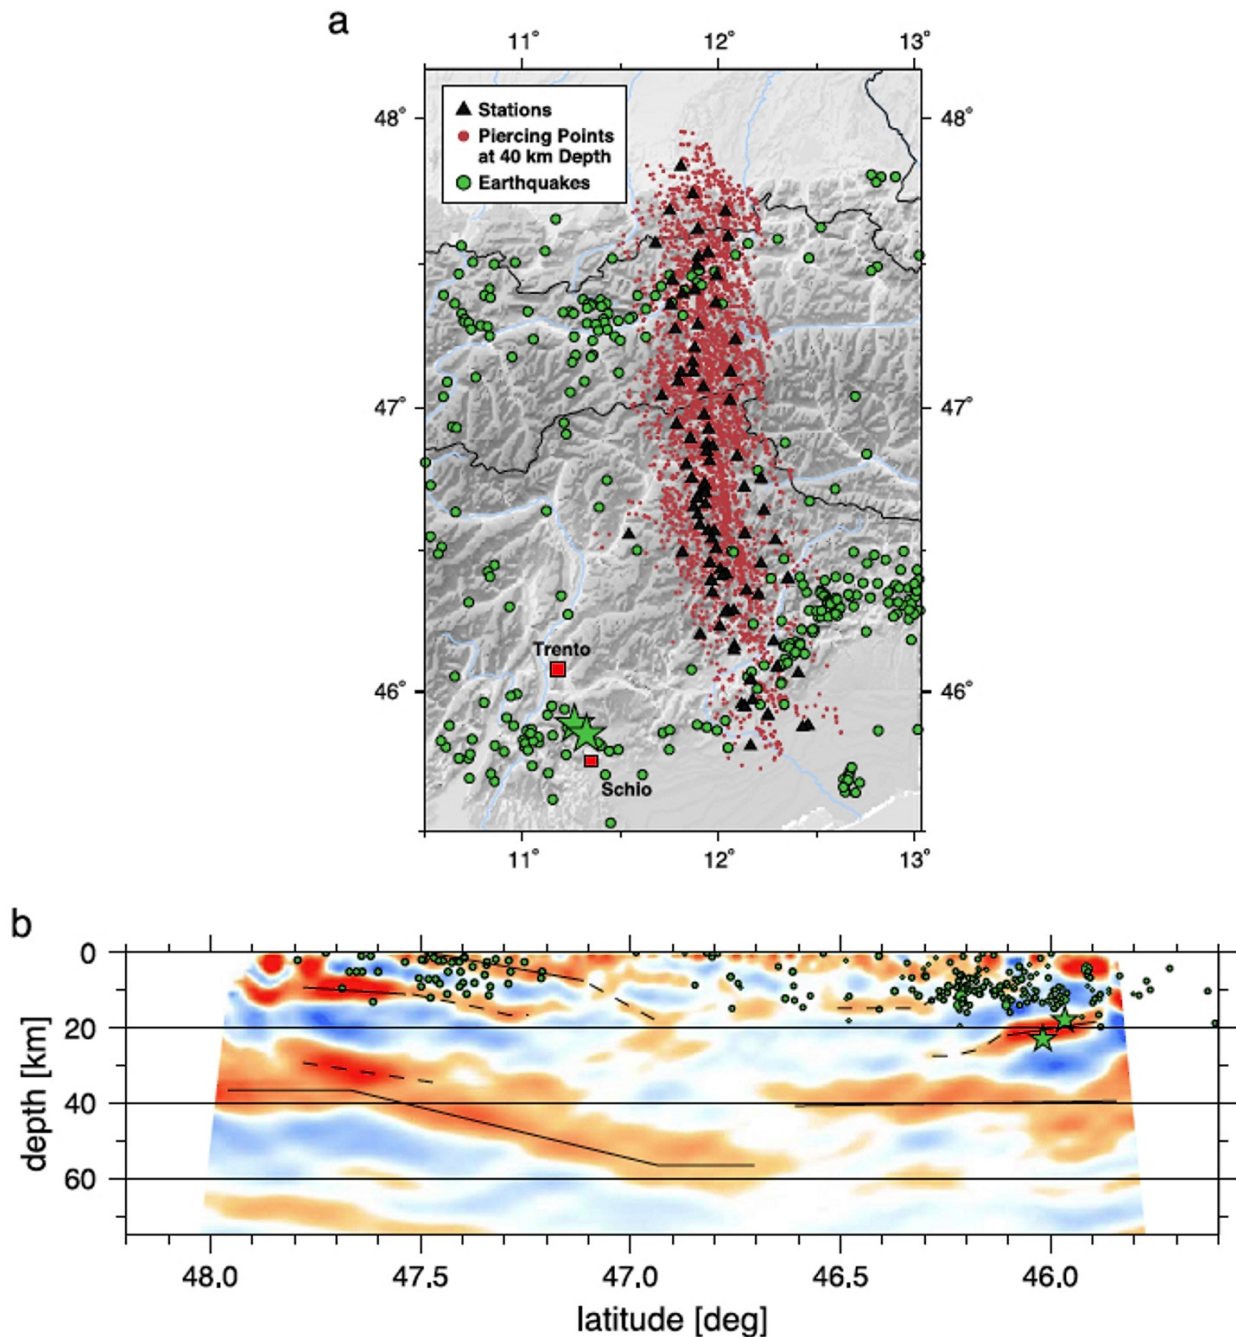 a
11° 12° 13°
Stations
Piercing Points
at 40 km Depth
Earthquakes
48° 48°
47° 47°
46° 46°
Trento
Schio
11° 12° 13°
b
0
20
40
60
depth [km]
48.0 47.5 47.0 46.5 46.0
latitude [deg]